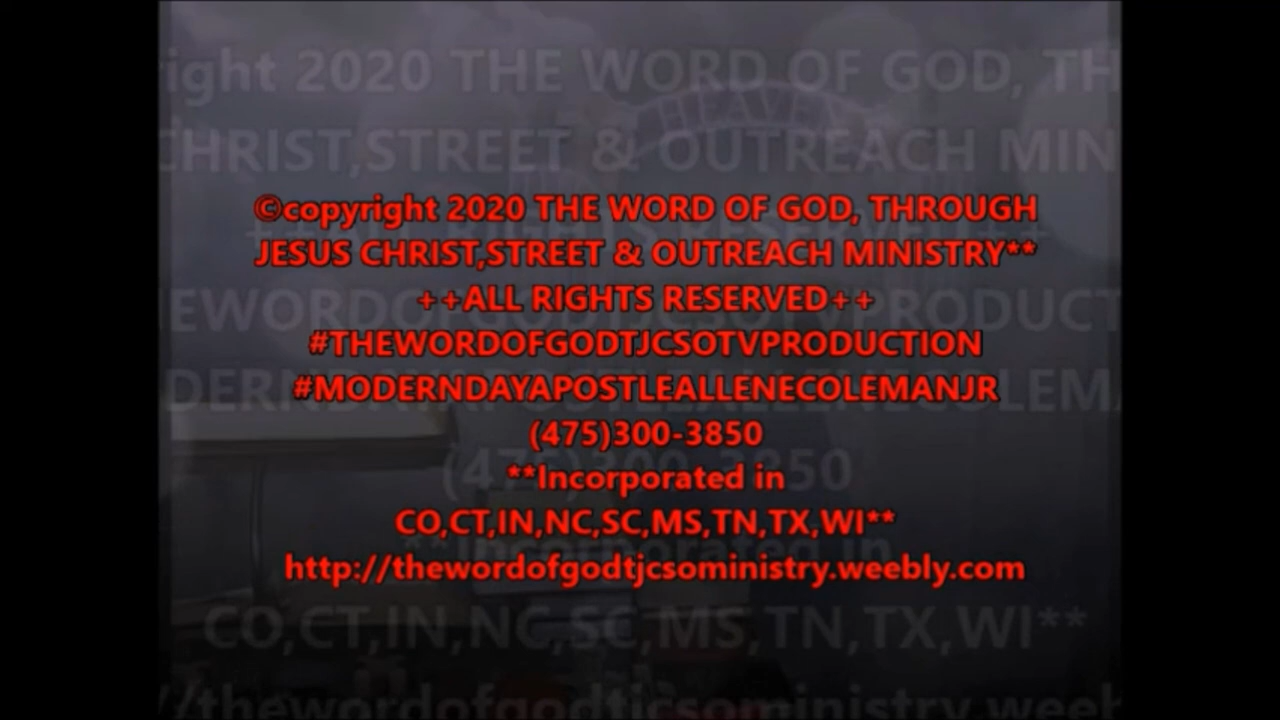 ©copyright 2020 THE WORD OF GOD, THROUGH
JESUS CHRIST,STREET & OUTREACH MINISTRY**
++ALL RIGHTS RESERVED++
#THEWORDOFGODTJCSOTVPRODUCTION
#MODERNDAYAPOSTLEALLENECOLEMANJR
(475)300-3850
**Incorporated in
CO,CT,IN,NC,SC,MS,TN,TX,WI**
http://thewordofgodtjcsoministry.weebly.com
HEAVEN